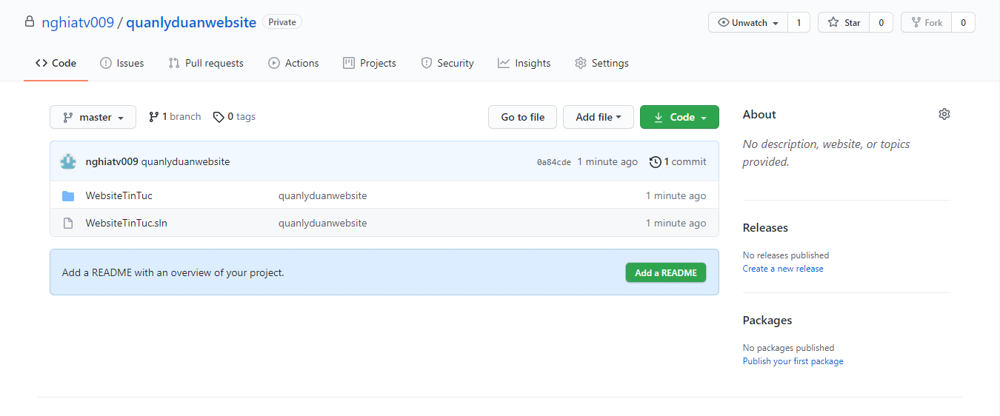 nghiatv009 / quanlyduanwebsite Private Unwatch 1 Star 0 Fork 0
Code Issues Pull requests Actions Projects Security Insights Settings
master 1 branch 0 tags Go to file Add file Code
nghiatv009 quanlyduanwebsite 0a84cde 1 minute ago 1 commit
WebsiteTinTuc quanlyduanwebsite 1 minute ago
WebsiteTinTuc.sln quanlyduanwebsite 1 minute ago
Add a README with an overview of your project. Add a README
About
No description, website, or topics
provided.
Releases
No releases published
Create a new release
Packages
No packages published
Publish your first package